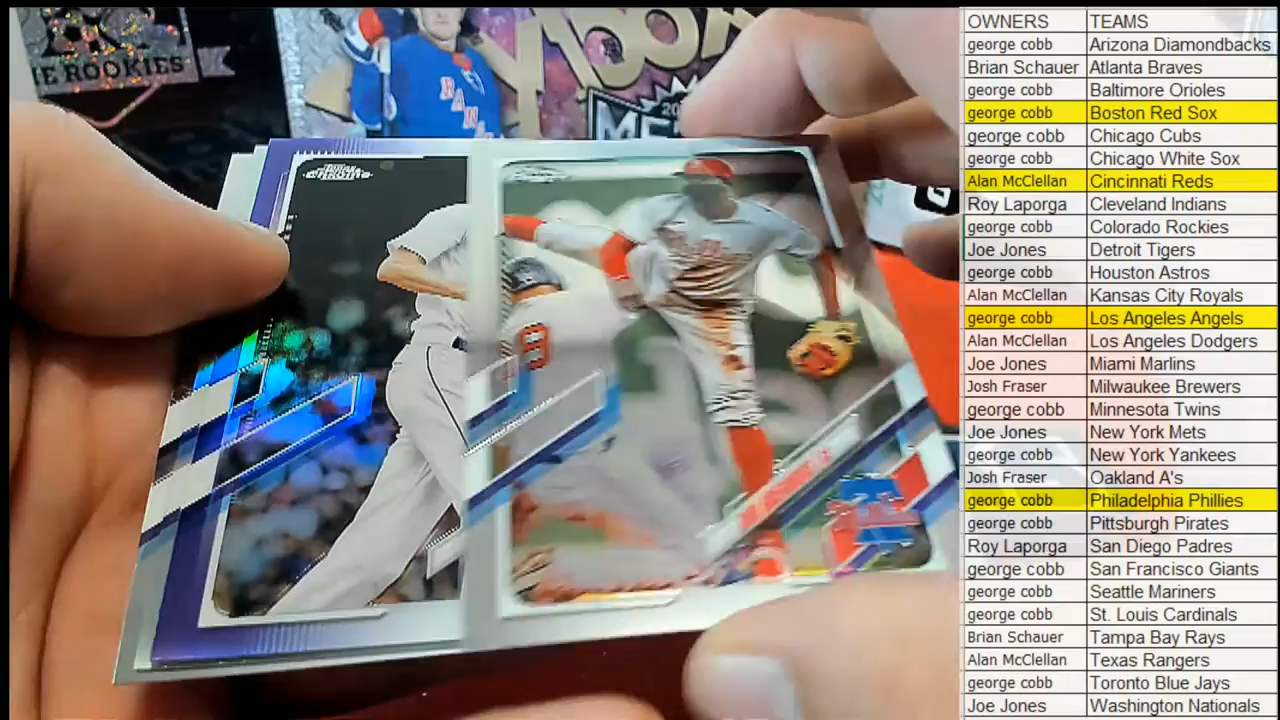 OWNERS TEAMS
george cobb Arizona Diamondbacks
Brian Schauer Atlanta Braves
george cobb Baltimore Orioles
george cobb Boston Red Sox
george cobb Chicago Cubs
george cobb Chicago White Sox
Alan McClellan Cincinnati Reds
Roy Laporga Cleveland Indians
george cobb Colorado Rockies
Joe Jones Detroit Tigers
george cobb Houston Astros
Alan McClellan Kansas City Royals
george cobb Los Angeles Angels
Alan McClellan Los Angeles Dodgers
Joe Jones Miami Marlins
Josh Fraser Milwaukee Brewers
george cobb Minnesota Twins
Joe Jones New York Mets
george cobb New York Yankees
Josh Fraser Oakland A's
george cobb Philadelphia Phillies
george cobb Pittsburgh Pirates
Roy Laporga San Diego Padres
george cobb San Francisco Giants
george cobb Seattle Mariners
george cobb St. Louis Cardinals
Brian Schauer Tampa Bay Rays
Alan McClellan Texas Rangers
george cobb Toronto Blue Jays
Joe Jones Washington Nationals
ROOKIES